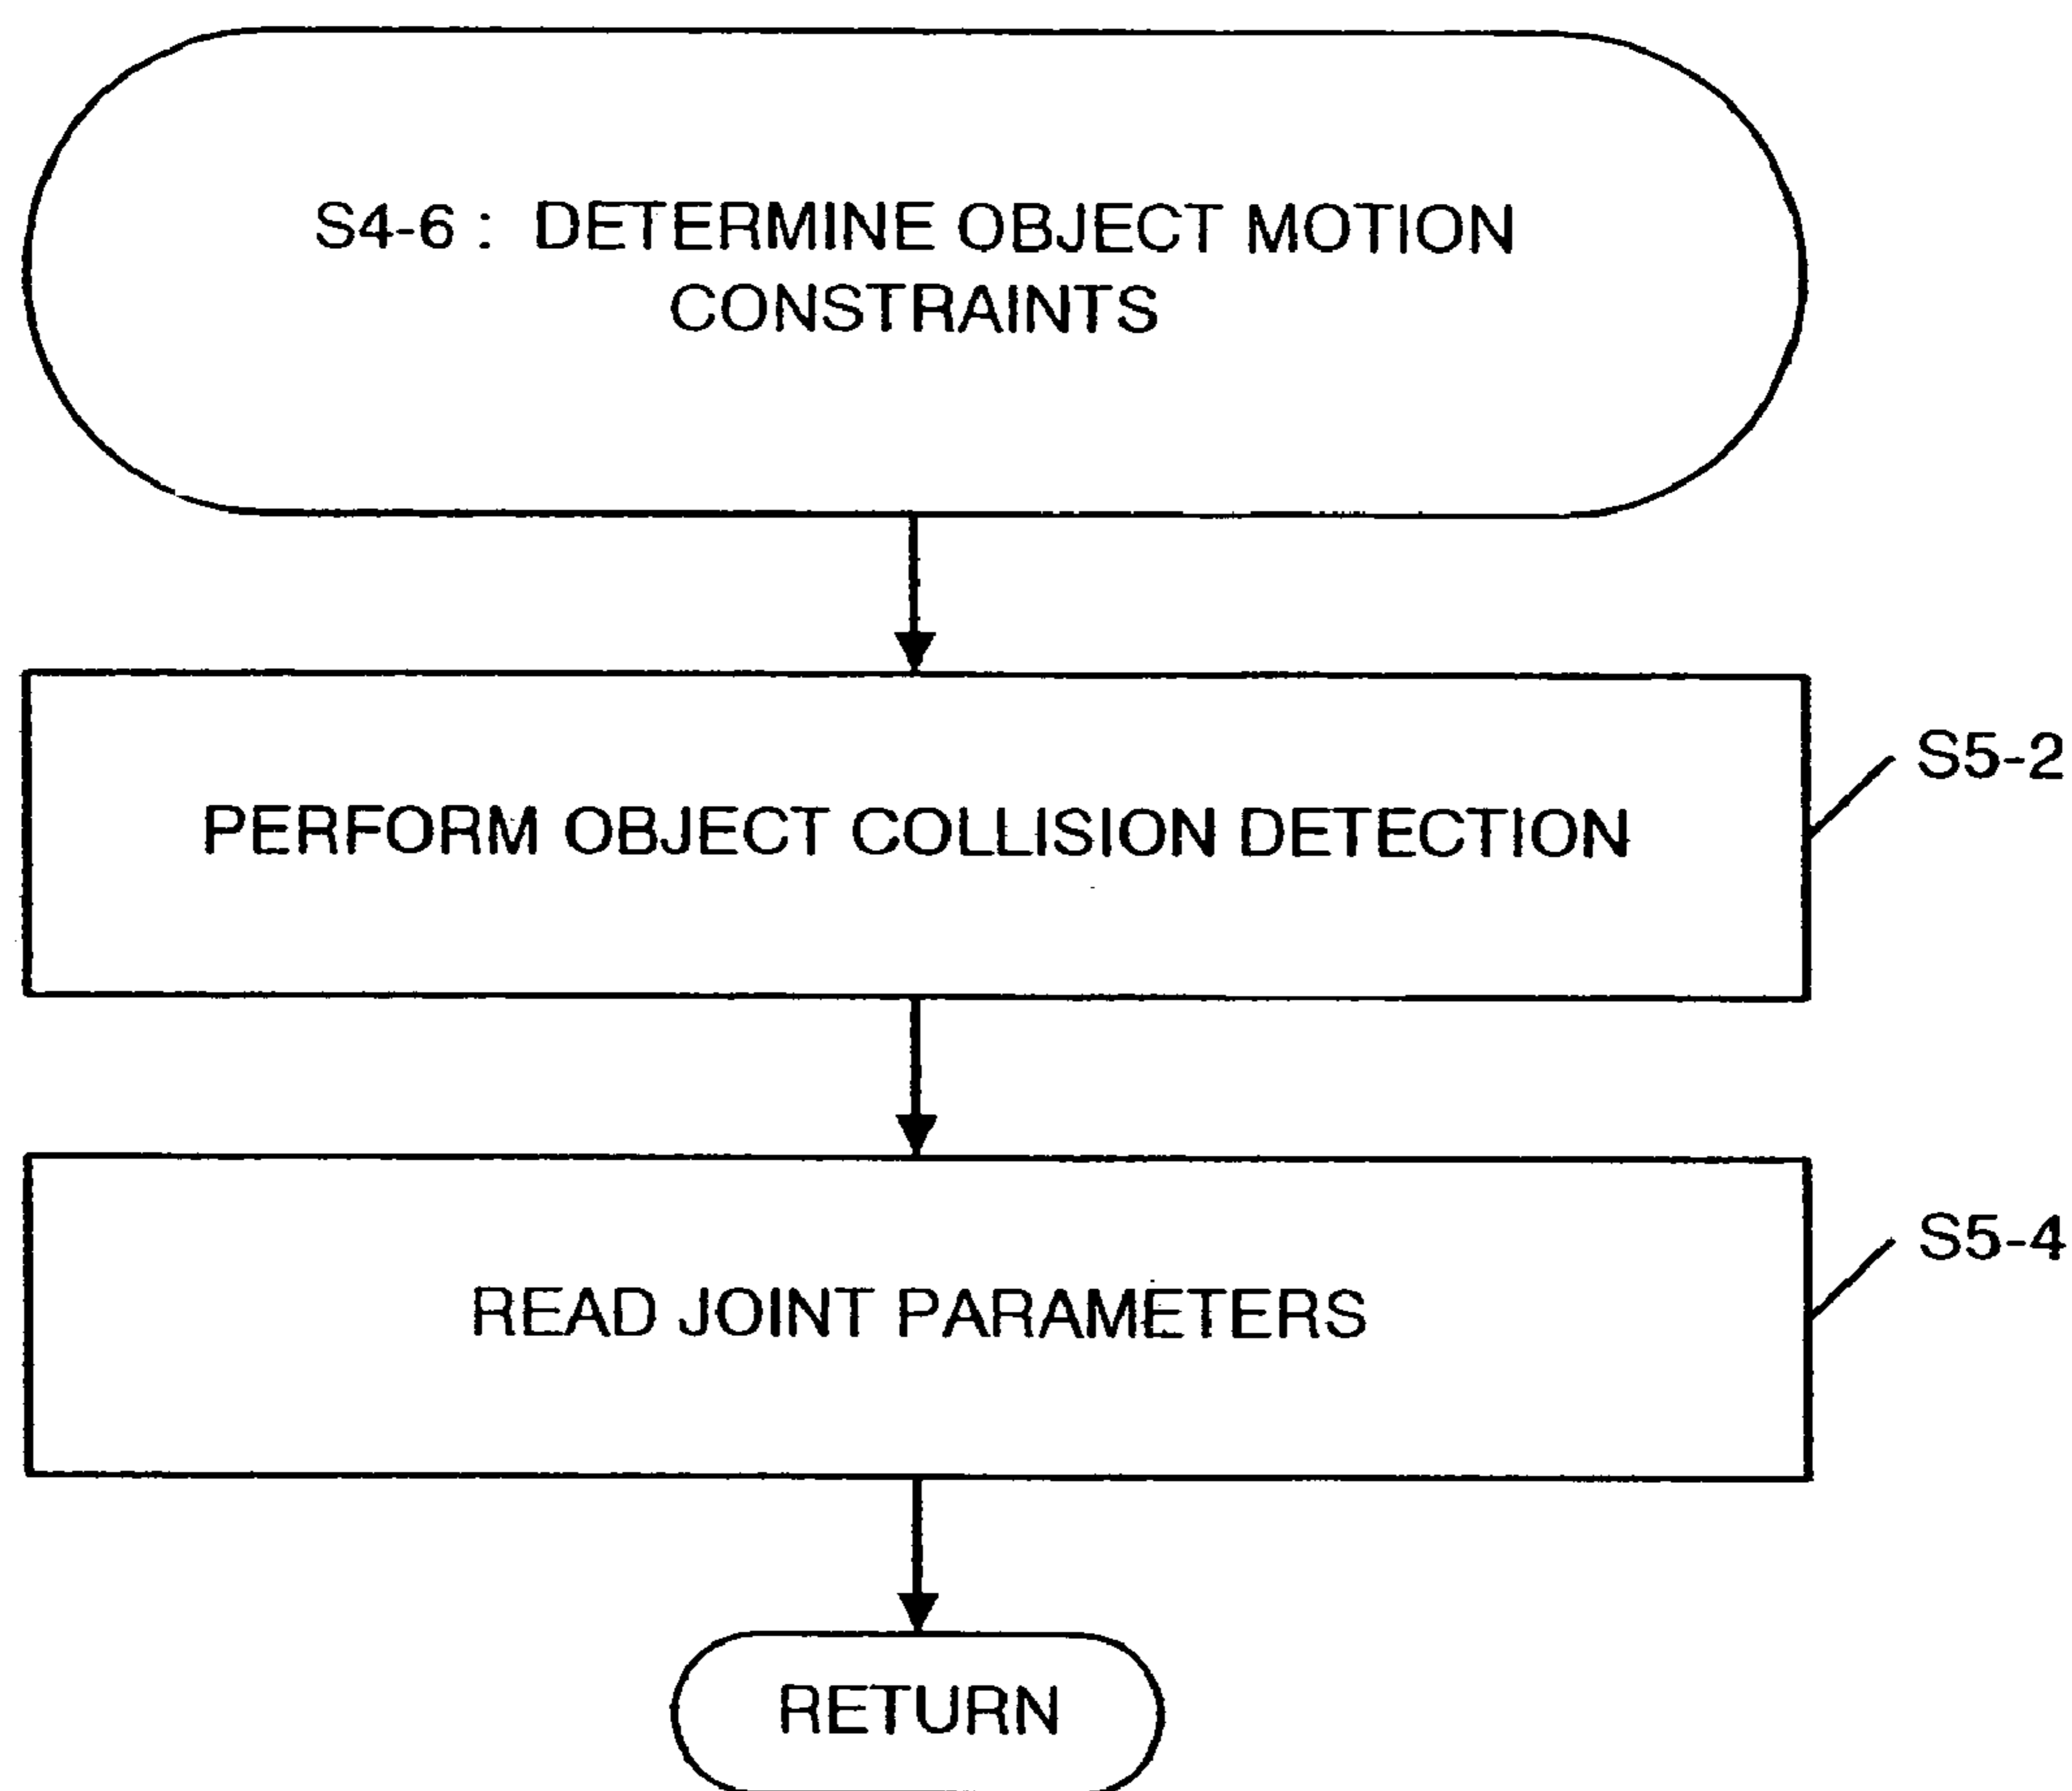 S4-6 : DETERMINE OBJECT MOTION
CONSTRAINTS
PERFORM OBJECT COLLISION DETECTION
S5-2
READ JOINT PARAMETERS
S5-4
RETURN